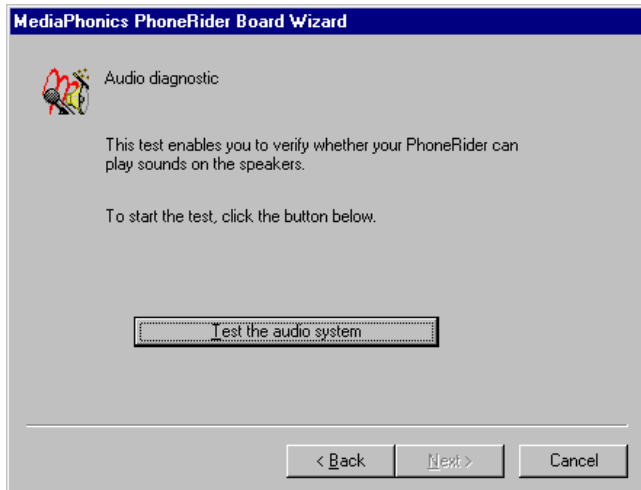 MediaPhonics PhoneRider Board Wizard
Audio diagnostic
This test enables you to verify whether your PhoneRider can
play sounds on the speakers.
To start the test, click the button below.
Test the audio system
< Back
Next >
Cancel